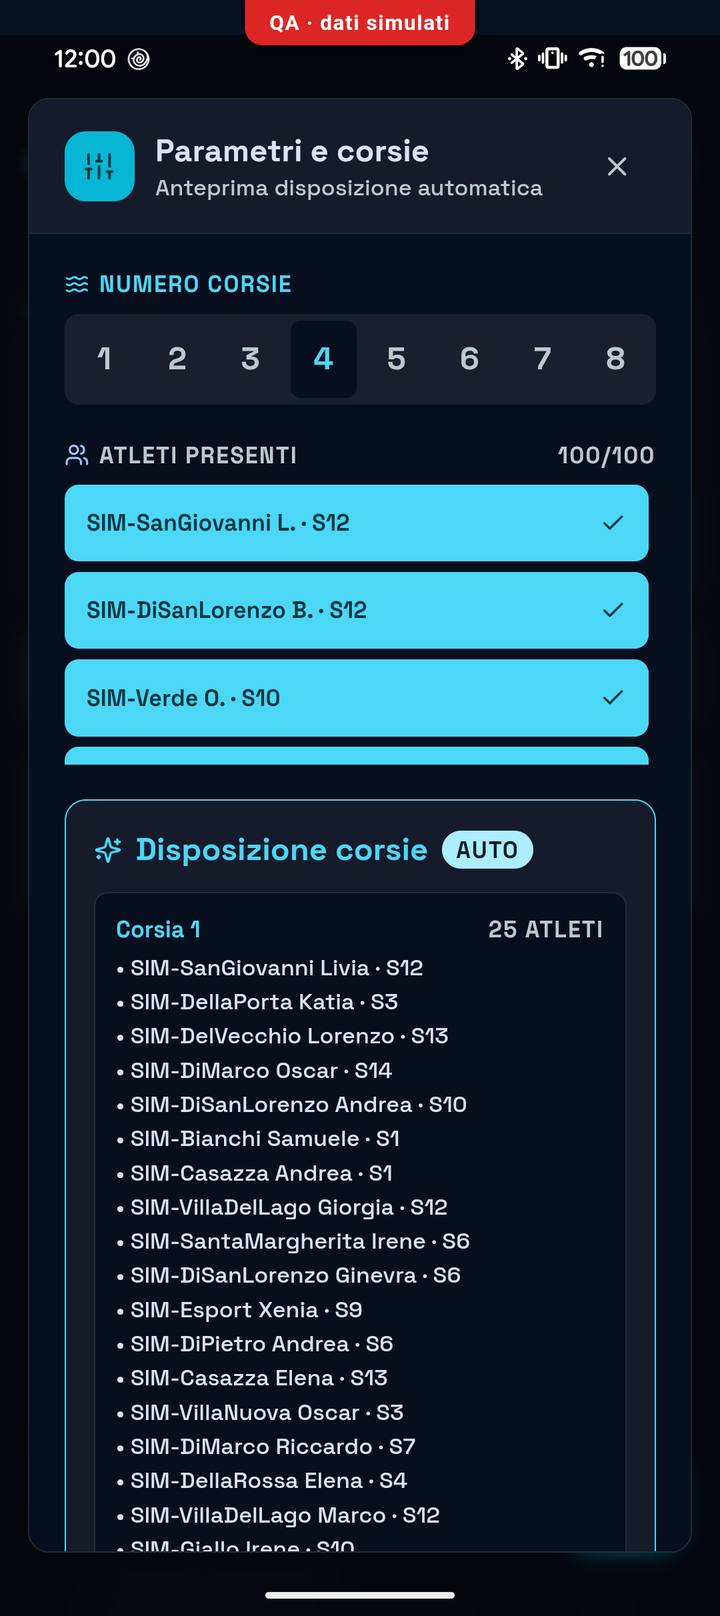 QA · dati simulati
12:00
100
Parametri e corsie
Anteprima disposizione automatica
NUMERO CORSIE
1 2 3 4 5 6 7 8
ATLETI PRESENTI 100/100
SIM-SanGiovanni L. · S12
SIM-DiSanLorenzo B. · S12
SIM-Verde O. · S10
Disposizione corsie AUTO
Corsia 1 25 ATLETI
• SIM-SanGiovanni Livia · S12
• SIM-DellaPorta Katia · S3
• SIM-DelVecchio Lorenzo · S13
• SIM-DiMarco Oscar · S14
• SIM-DiSanLorenzo Andrea · S10
• SIM-Bianchi Samuele · S1
• SIM-Casazza Andrea · S1
• SIM-VillaDelLago Giorgia · S12
• SIM-SantaMargherita Irene · S6
• SIM-DiSanLorenzo Ginevra · S6
• SIM-Esport Xenia · S9
• SIM-DiPietro Andrea · S6
• SIM-Casazza Elena · S13
• SIM-VillaNuova Oscar · S3
• SIM-DiMarco Riccardo · S7
• SIM-DellaRossa Elena · S4
• SIM-VillaDelLago Marco · S12
• SIM-Giallo Irene · S10